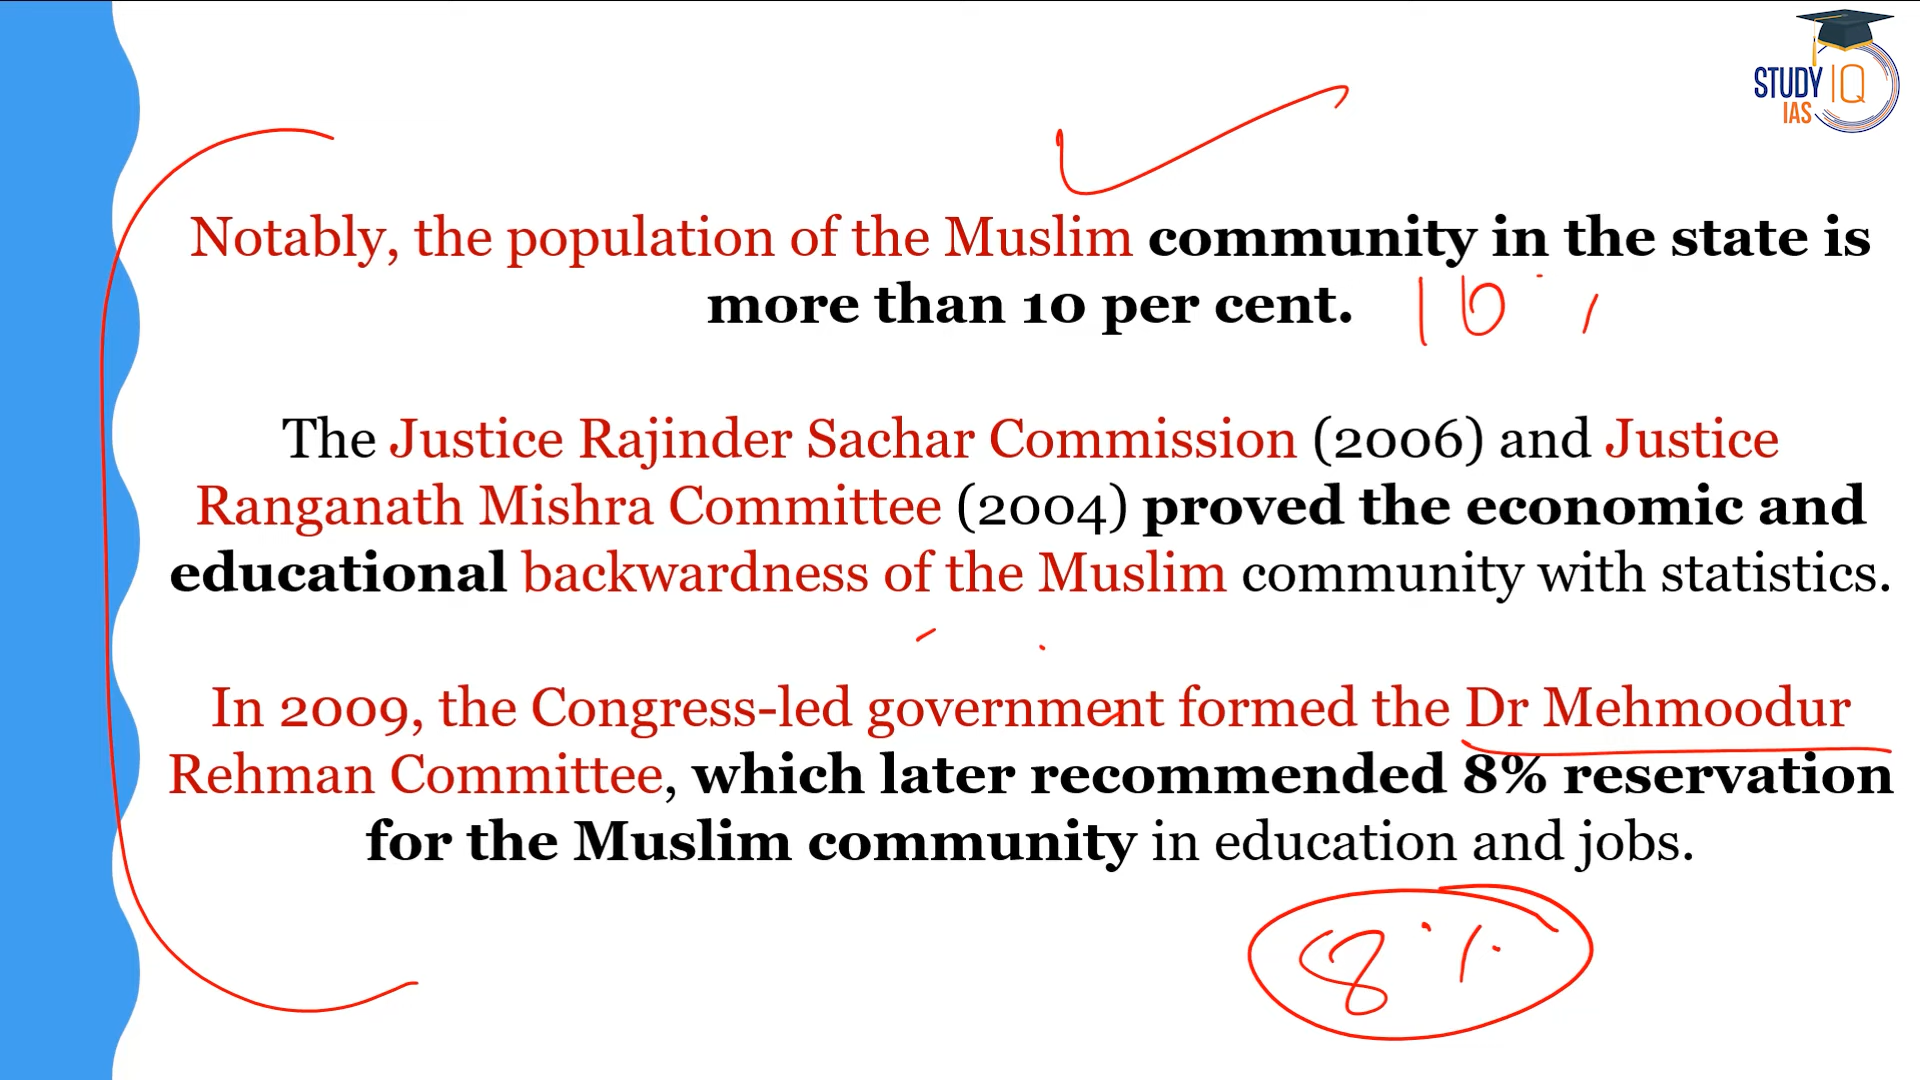 STUDY IQ
IAS
Notably, the population of the Muslim community in the state is
more than 10 per cent. 10%
The Justice Rajinder Sachar Commission (2006) and Justice
Ranganath Mishra Committee (2004) proved the economic and
educational backwardness of the Muslim community with statistics.
In 2009, the Congress-led government formed the Dr Mehmoodur
Rehman Committee, which later recommended 8% reservation
for the Muslim community in education and jobs.
8%